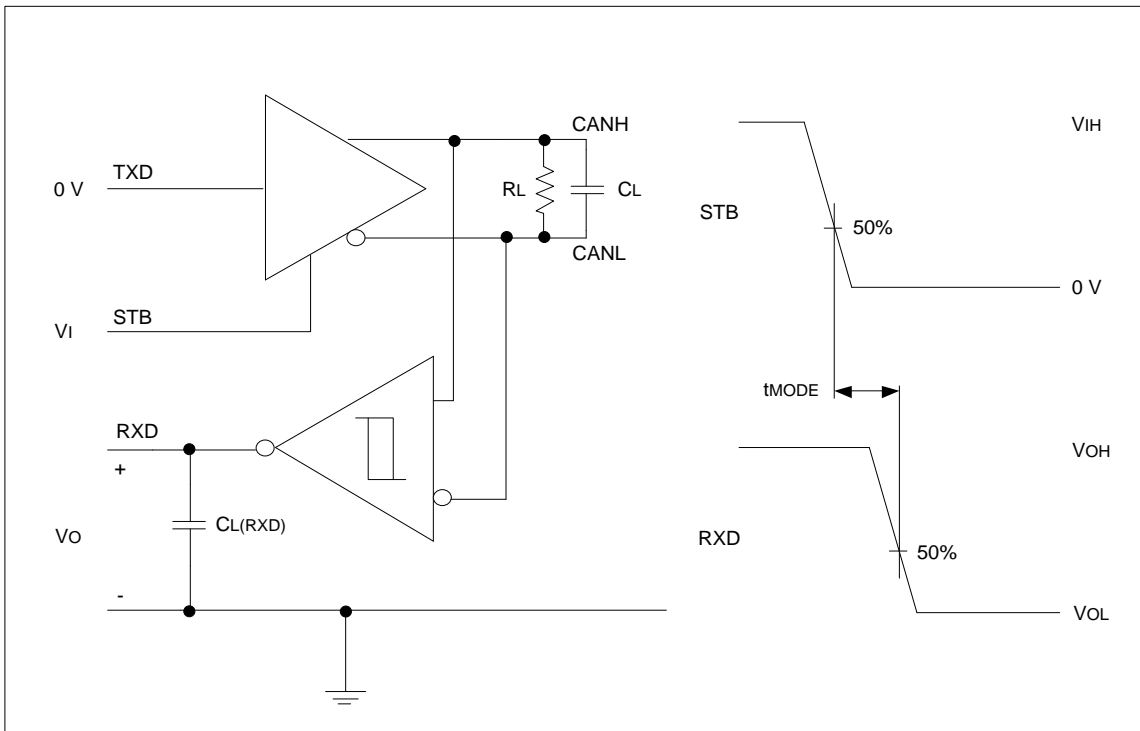 CANH
VIH
TXD
0 V
RL
CL
STB
50%
CANL
0 V
STB
VI
tMODE
RXD
VOH
+
CL(RXD)
VO
RXD
50%
-
VOL